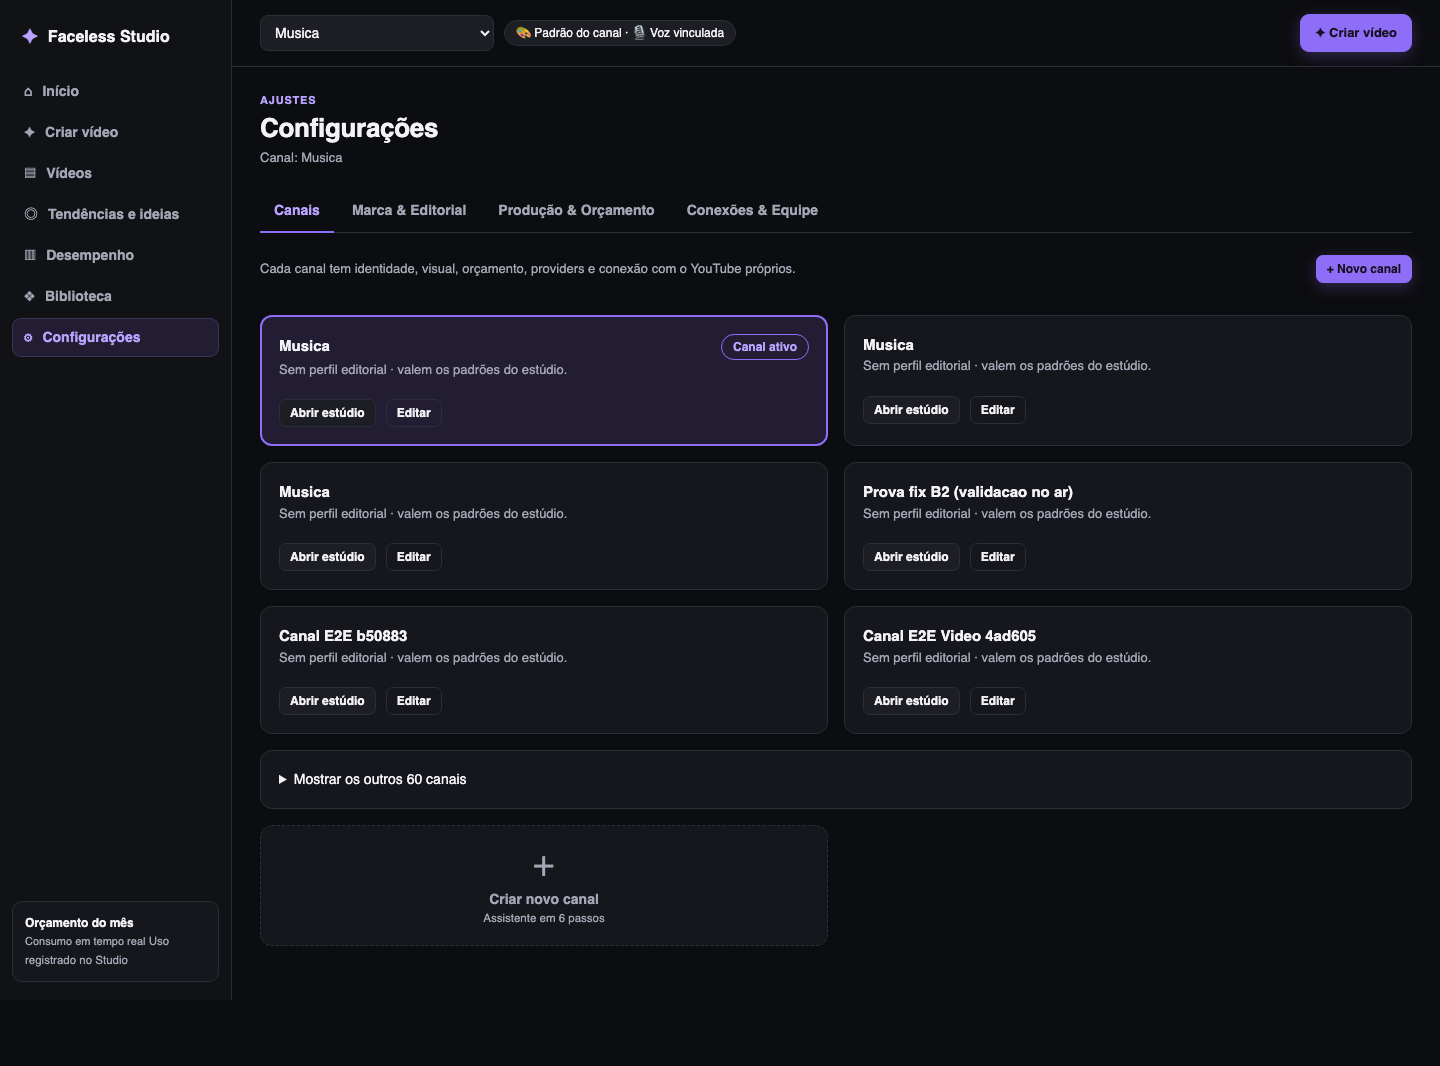 Faceless Studio
Início
Criar vídeo
Vídeos
Tendências e ideias
Desempenho
Biblioteca
Configurações
Orçamento do mês
Consumo em tempo real Uso
registrado no Studio
Musica
Padrão do canal · Voz vinculada
Criar vídeo
AJUSTES
Configurações
Canal: Musica
Canais
Marca & Editorial
Produção & Orçamento
Conexões & Equipe
Cada canal tem identidade, visual, orçamento, providers e conexão com o YouTube próprios.
+ Novo canal
Musica
Canal ativo
Sem perfil editorial · valem os padrões do estúdio.
Abrir estúdio
Editar
Musica
Sem perfil editorial · valem os padrões do estúdio.
Abrir estúdio
Editar
Musica
Sem perfil editorial · valem os padrões do estúdio.
Abrir estúdio
Editar
Prova fix B2 (validacao no ar)
Sem perfil editorial · valem os padrões do estúdio.
Abrir estúdio
Editar
Canal E2E b50883
Sem perfil editorial · valem os padrões do estúdio.
Abrir estúdio
Editar
Canal E2E Video 4ad605
Sem perfil editorial · valem os padrões do estúdio.
Abrir estúdio
Editar
Mostrar os outros 60 canais
Criar novo canal
Assistente em 6 passos